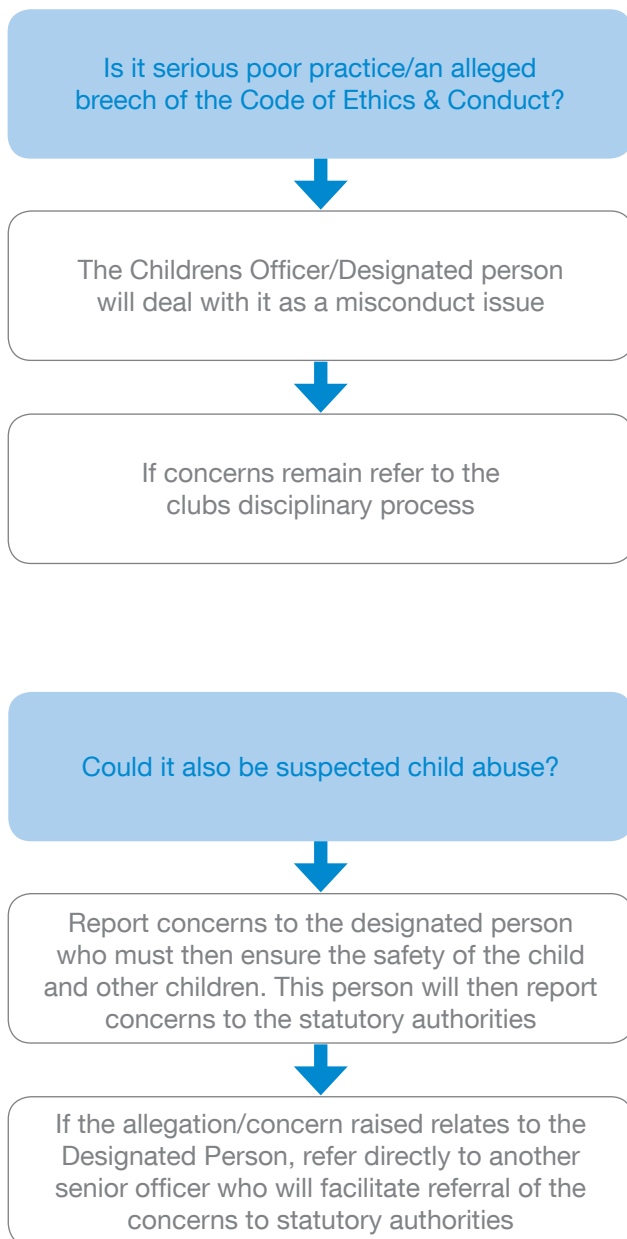 Is it serious poor practice/an alleged
breech of the Code of Ethics & Conduct?
The Childrens Officer/Designated person
will deal with it as a misconduct issue
If concerns remain refer to the
clubs disciplinary process
Could it also be suspected child abuse?
Report concerns to the designated person
who must then ensure the safety of the child
and other children. This person will then report
concerns to the statutory authorities
If the allegation/concern raised relates to the
Designated Person, refer directly to another
senior officer who will facilitate referral of the
concerns to statutory authorities